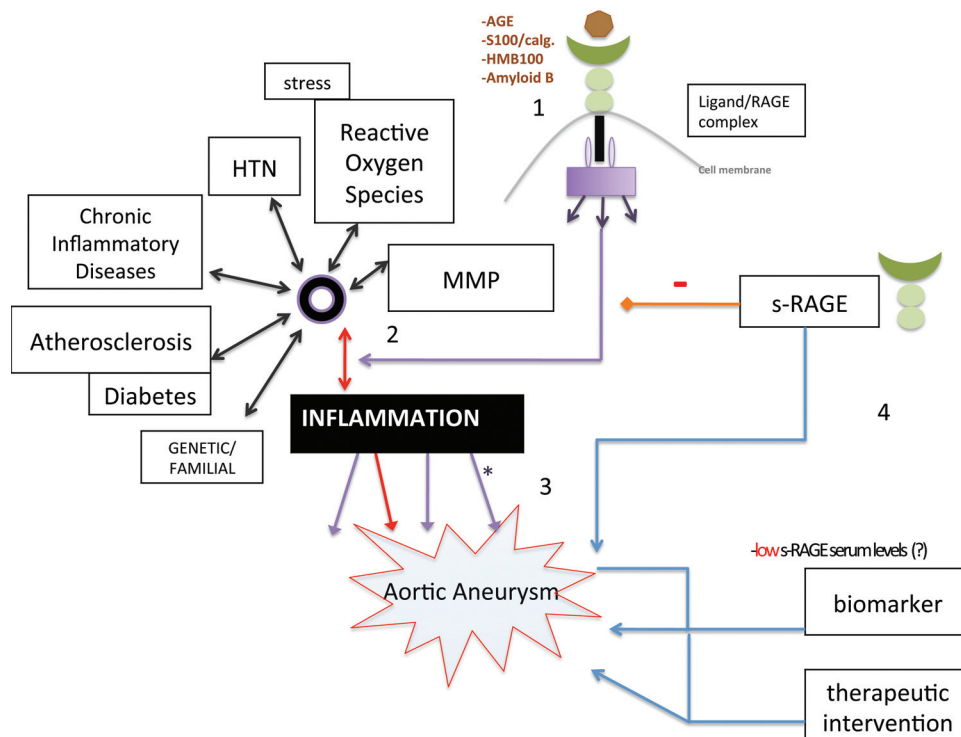 -AGE
-S100/calg.
-HMB100
-Amyloid B
1
Ligand/RAGE
complex
Cell membrane
stress
Reactive
Oxygen
Species
HTN
Chronic
Inflammatory
Diseases
MMP
-
s-RAGE
2
Atherosclerosis
Diabetes
GENETIC/
FAMILIAL
INFLAMMATION
4
*
3
Aortic Aneurysm
-low s-RAGE serum levels (?)
biomarker
therapeutic
intervention